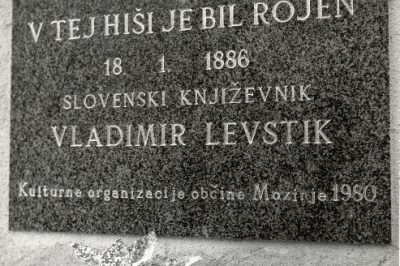 V TEJ HIŠI JE BIL ROJEN
18. 1. 1886
SLOVENSKI KNJIŽEVNIK
VLADIMIR LEVSTIK
Kulturne organizacije občine Mozirje 1980